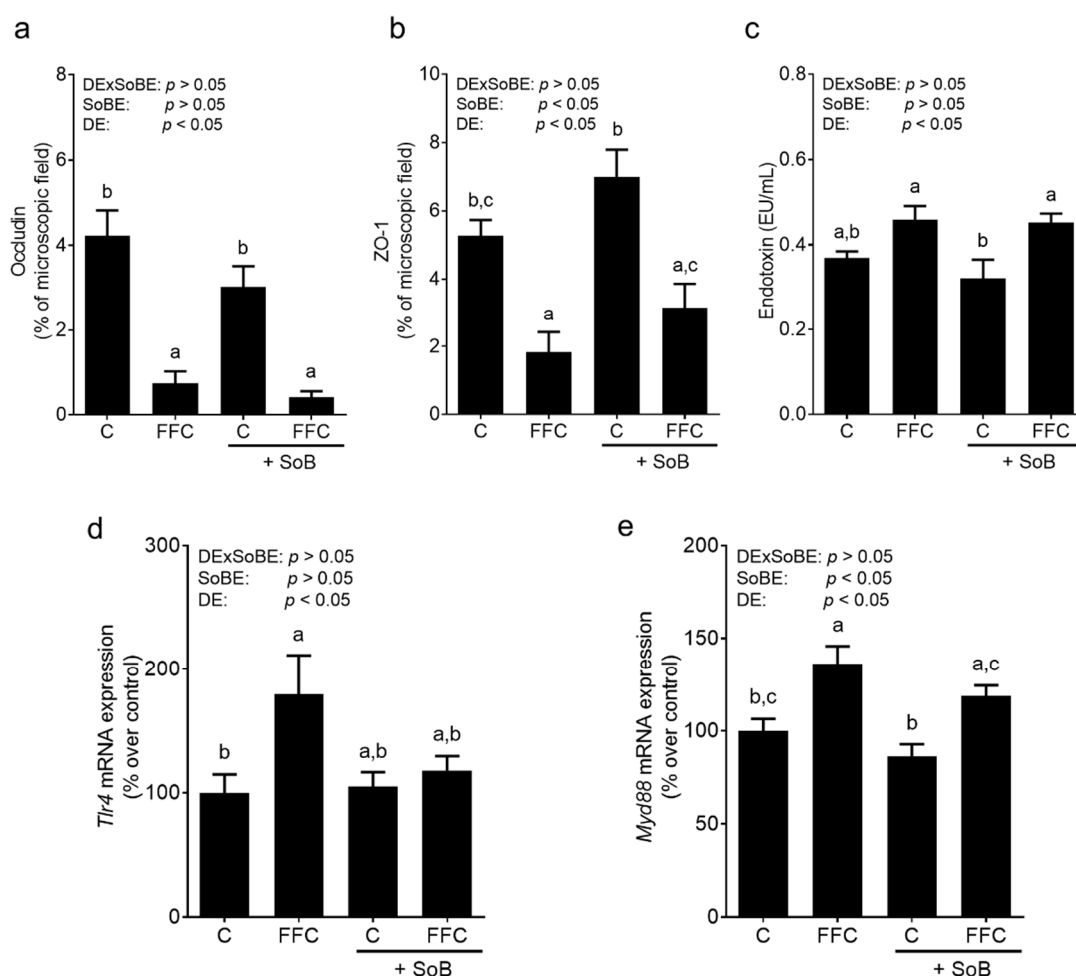 a
DExSoBE: p > 0.05
SoBE: p > 0.05
DE: p < 0.05
Occludin
(% of microscopic field)
8
6
4
2
0
b
a
b
a
C
FFC
C
FFC
+ SoB
b
DExSoBE: p > 0.05
SoBE: p < 0.05
DE: p < 0.05
ZO-1
(% of microscopic field)
10
8
6
4
2
0
b,c
a
b
a,c
C
FFC
C
FFC
+ SoB
c
DExSoBE: p > 0.05
SoBE: p > 0.05
DE: p < 0.05
Endotoxin (EU/mL)
0.8
0.6
0.4
0.2
0.0
a,b
a
b
a
C
FFC
C
FFC
+ SoB
d
DExSoBE: p > 0.05
SoBE: p > 0.05
DE: p < 0.05
Tlr4 mRNA expression
(% over control)
300
200
100
0
b
a
a,b
a,b
C
FFC
C
FFC
+ SoB
e
DExSoBE: p > 0.05
SoBE: p < 0.05
DE: p < 0.05
Myd88 mRNA expression
(% over control)
200
150
100
50
0
b,c
a
b
a,c
C
FFC
C
FFC
+ SoB